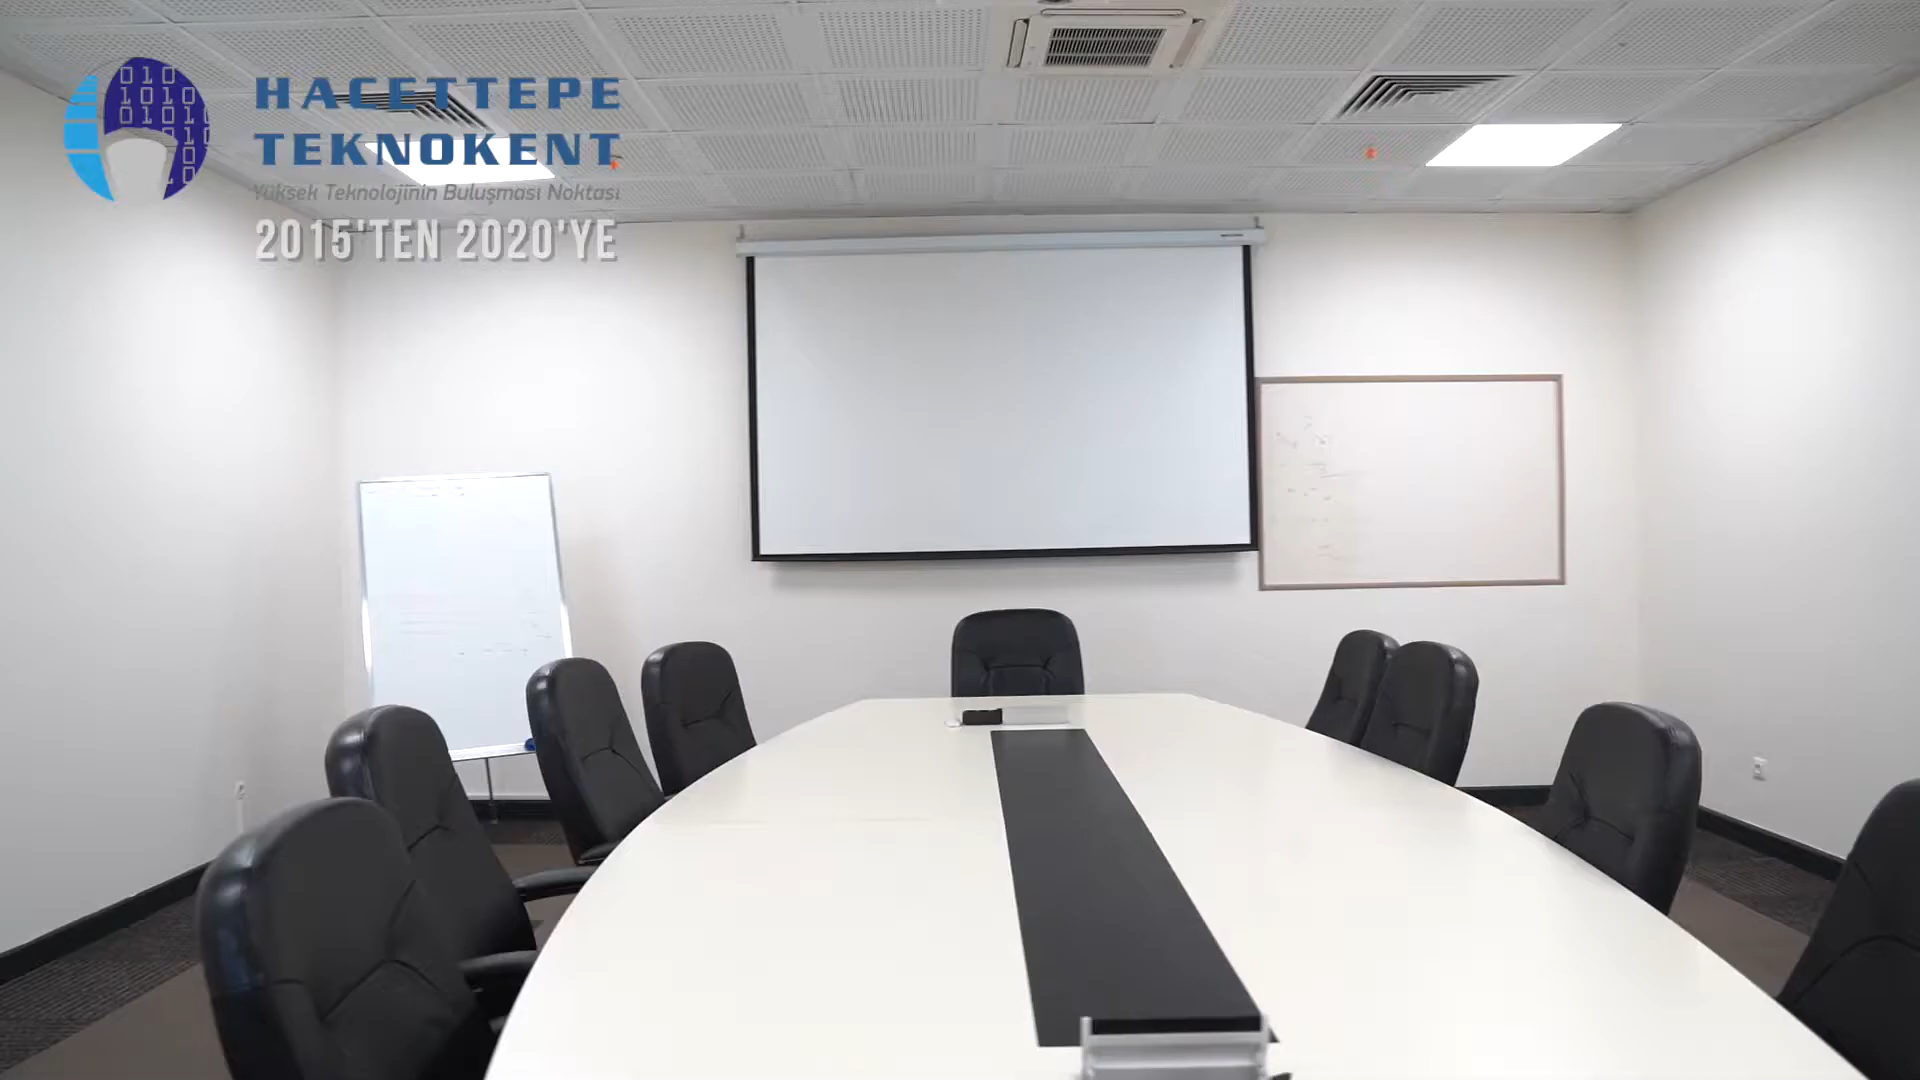 HACETTEPE
TEKNOKENT
Yüksek Teknolojinin Buluşması Noktası
2015'TEN 2020'YE